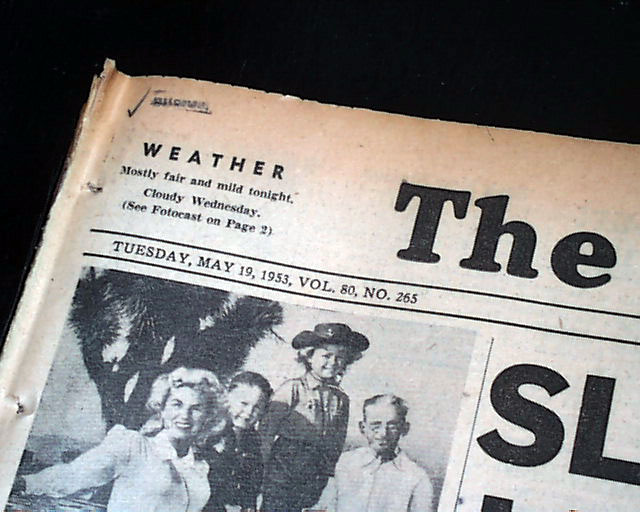 WEATHER
Mostly fair and mild tonight.
Cloudy Wednesday.
(See Fotocast on Page 2)
The
TUESDAY, MAY 19, 1953, VOL. 80, NO. 265
SL